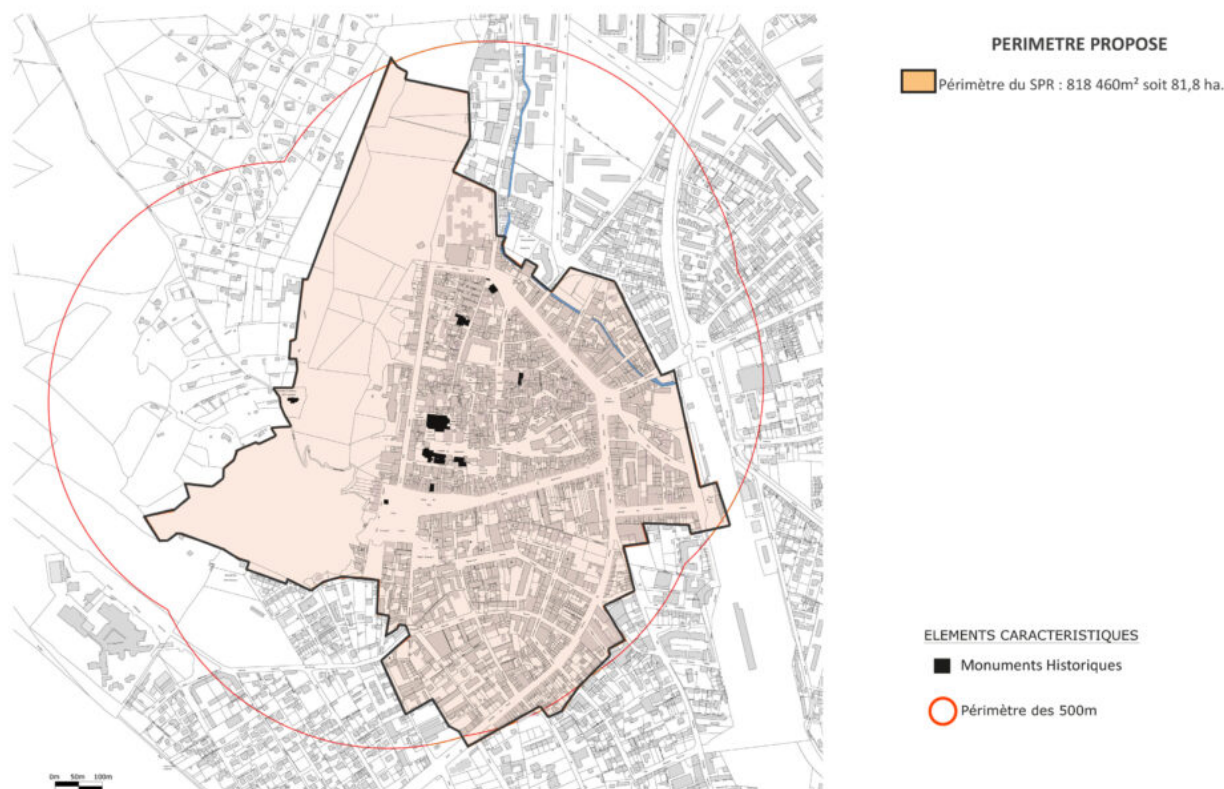 PERIMETRE PROPOSE
Périmètre du SPR : 818 460m² soit 81,8 ha.
ELEMENTS CARACTERISTIQUES
Monuments Historiques
Périmètre des 500m
0m 50m 100m